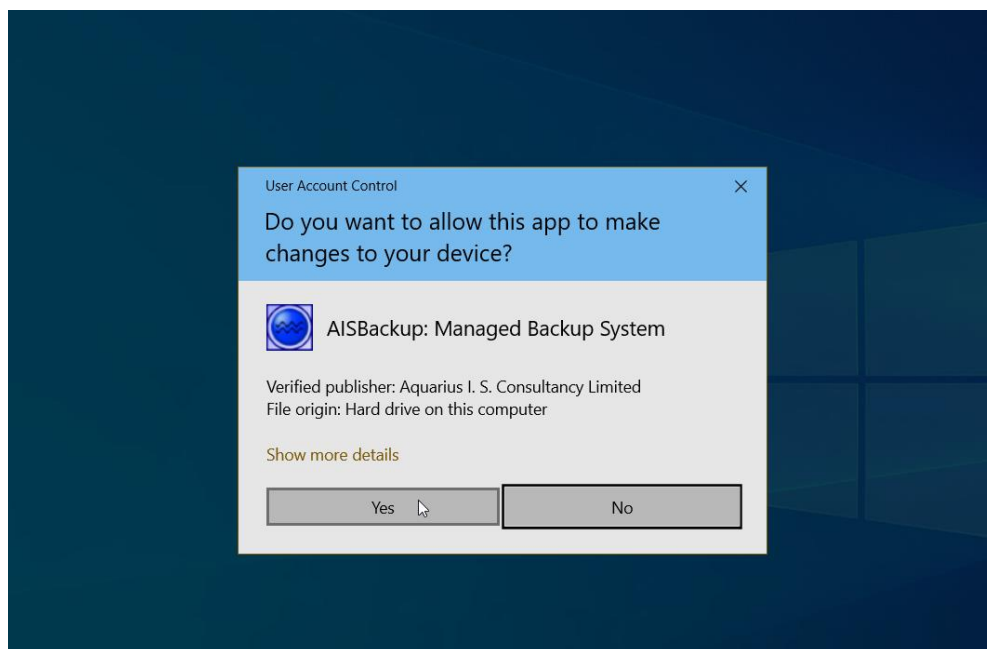 User Account Control
Do you want to allow this app to make
changes to your device?
AISBackup: Managed Backup System
Verified publisher: Aquarius I. S. Consultancy Limited
File origin: Hard drive on this computer
Show more details
Yes
No